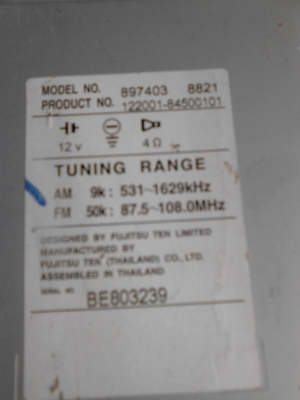 MODEL NO. 897403 8821
PRODUCT NO. 122001-84500101
12 v 4 Ω
TUNING RANGE
AM 9k: 531~1629kHz
FM 50k: 87.5~108.0MHz
DESIGNED BY FUJITSU TEN LIMITED
MANUFACTURED BY
FUJITSU TEN (THAILAND) CO., LTD.
ASSEMBLED IN THAILAND
SERIAL NO. BE803239